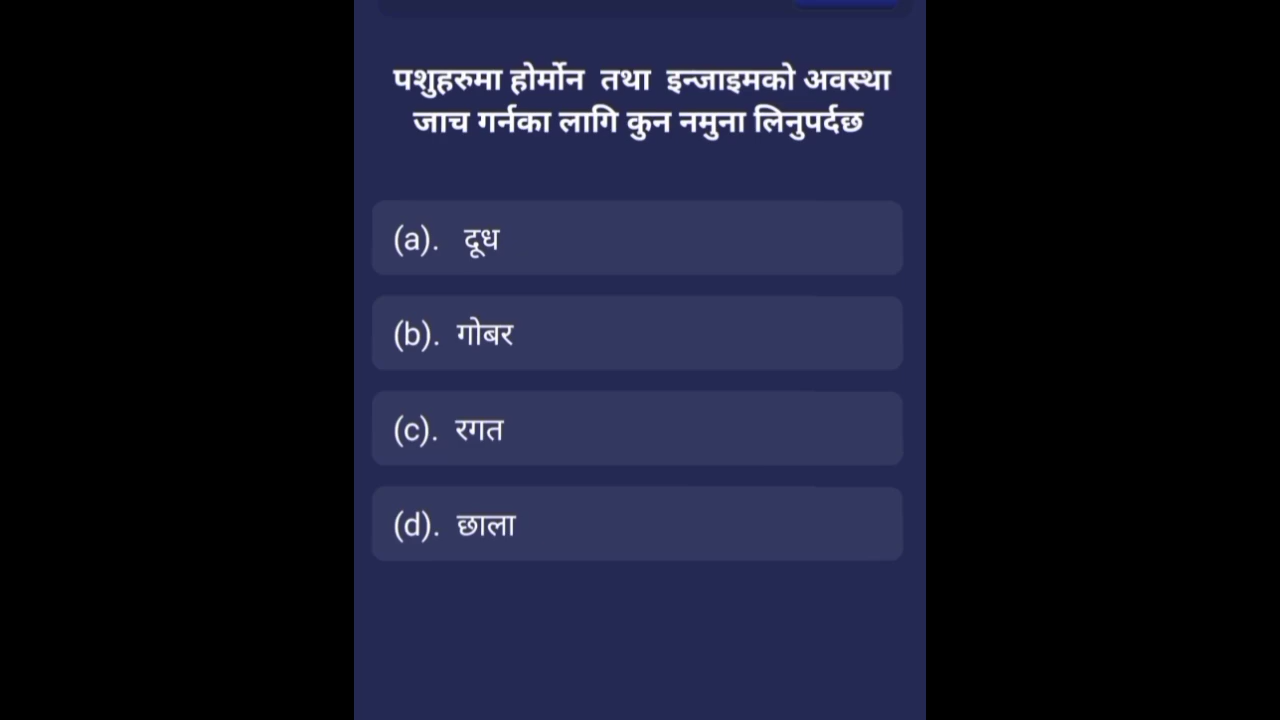 पशुहरुमा होर्मोन तथा इन्जाइमको अवस्था
जाच गर्नका लागि कुन नमुना लिनुपर्दछ
(a). दूध
(b). गोबर
(c). रगत
(d). छाला